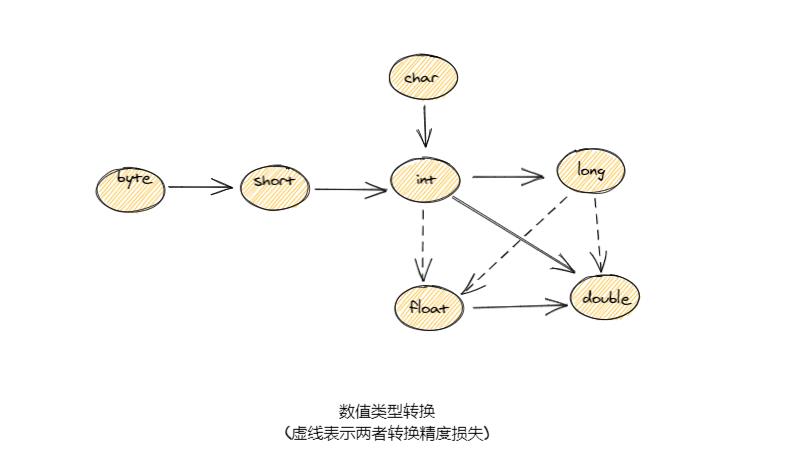 char
byte
short
int
long
float
double
数值类型转换
（虚线表示两者转换精度损失）